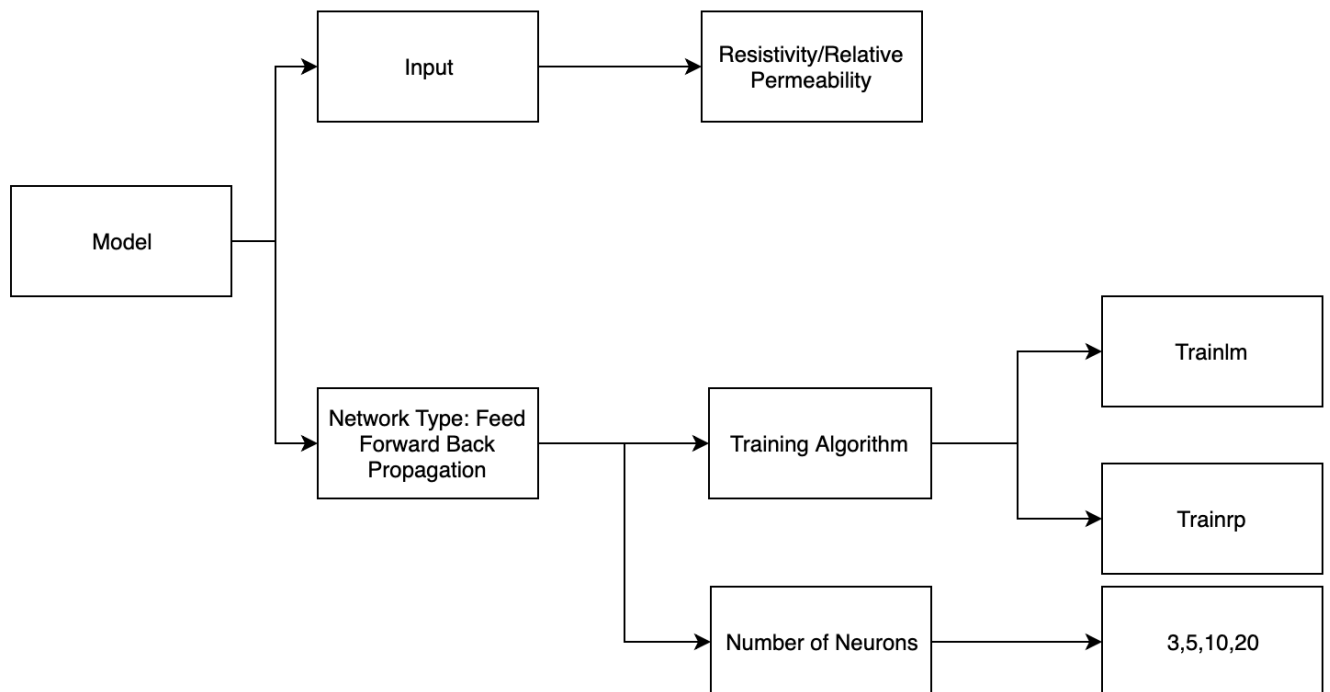 Input
Resistivity/Relative
Permeability
Model
Network Type: Feed
Forward Back
Propagation
Training Algorithm
Trainlm
Trainrp
Number of Neurons
3,5,10,20